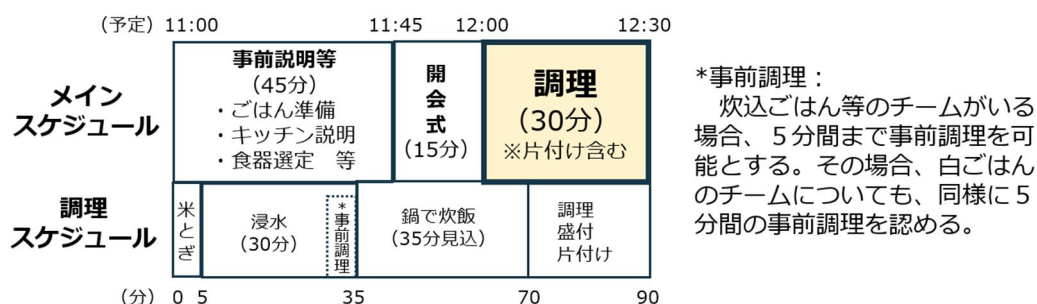 (予定) 11:00 11:45 12:00 12:30
メイン
スケジュール
事前説明等
(45分)
・ごはん準備
・キッチン説明
・食器選定 等
開会式
(15分)
調理
(30分)
※片付け含む
調理
スケジュール
米とぎ
浸水
(30分)
*事前調理
鍋で炊飯
(35分見込)
調理
盛付
片付け
(分) 0 5 35 70 90
*事前調理：
炊込ごはん等のチームがいる
場合、５分間まで事前調理を可
能とする。その場合、白ごはん
のチームについても、同様に５
分間の事前調理を認める。